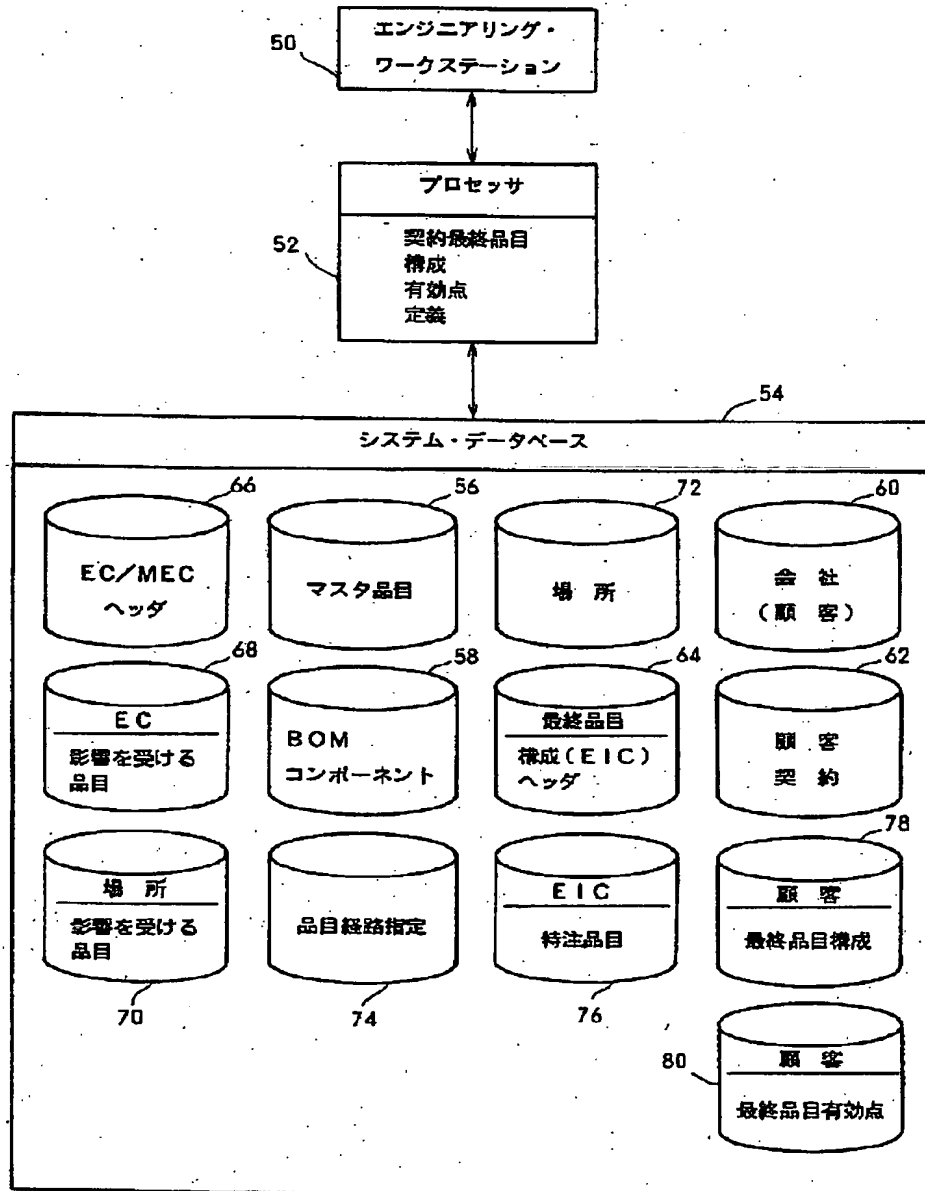 エンジニアリング・
ワークステーション
50
プロセッサ
52
契約最終品目
構成
有効点
定義
54
システム・データベース
66
56
72
60
EC/MEC
ヘッダ
マスタ品目
場所
会社
(顧客)
68
58
64
62
EC
影響を受ける
品目
BOM
コンポーネント
最終品目
構成(EIC)
ヘッダ
顧客
契約
78
場所
影響を受ける
品目
品目経路指定
EIC
特注品目
顧客
最終品目構成
70
74
76
80
顧客
最終品目有効点